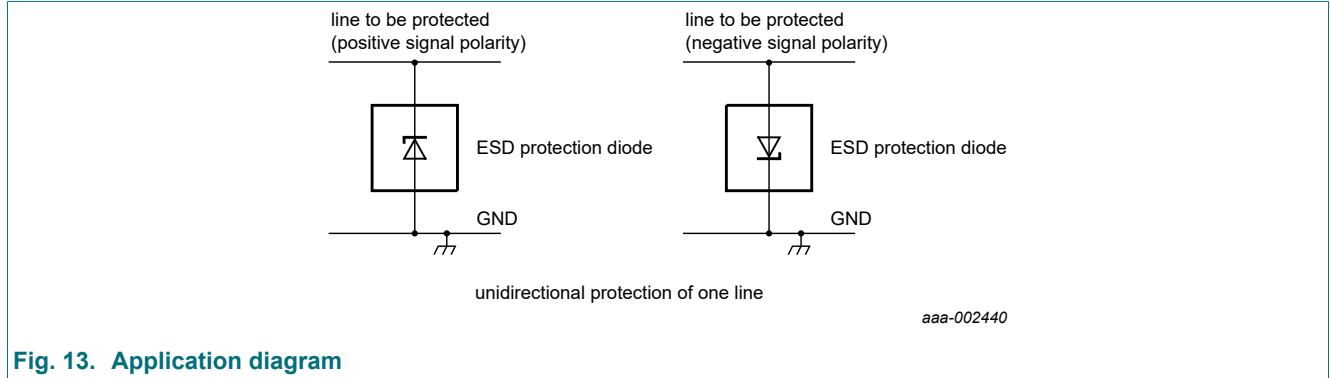 line to be protected
(positive signal polarity)
line to be protected
(negative signal polarity)
ESD protection diode
ESD protection diode
GND
GND
unidirectional protection of one line
aaa-002440
Fig. 13. Application diagram